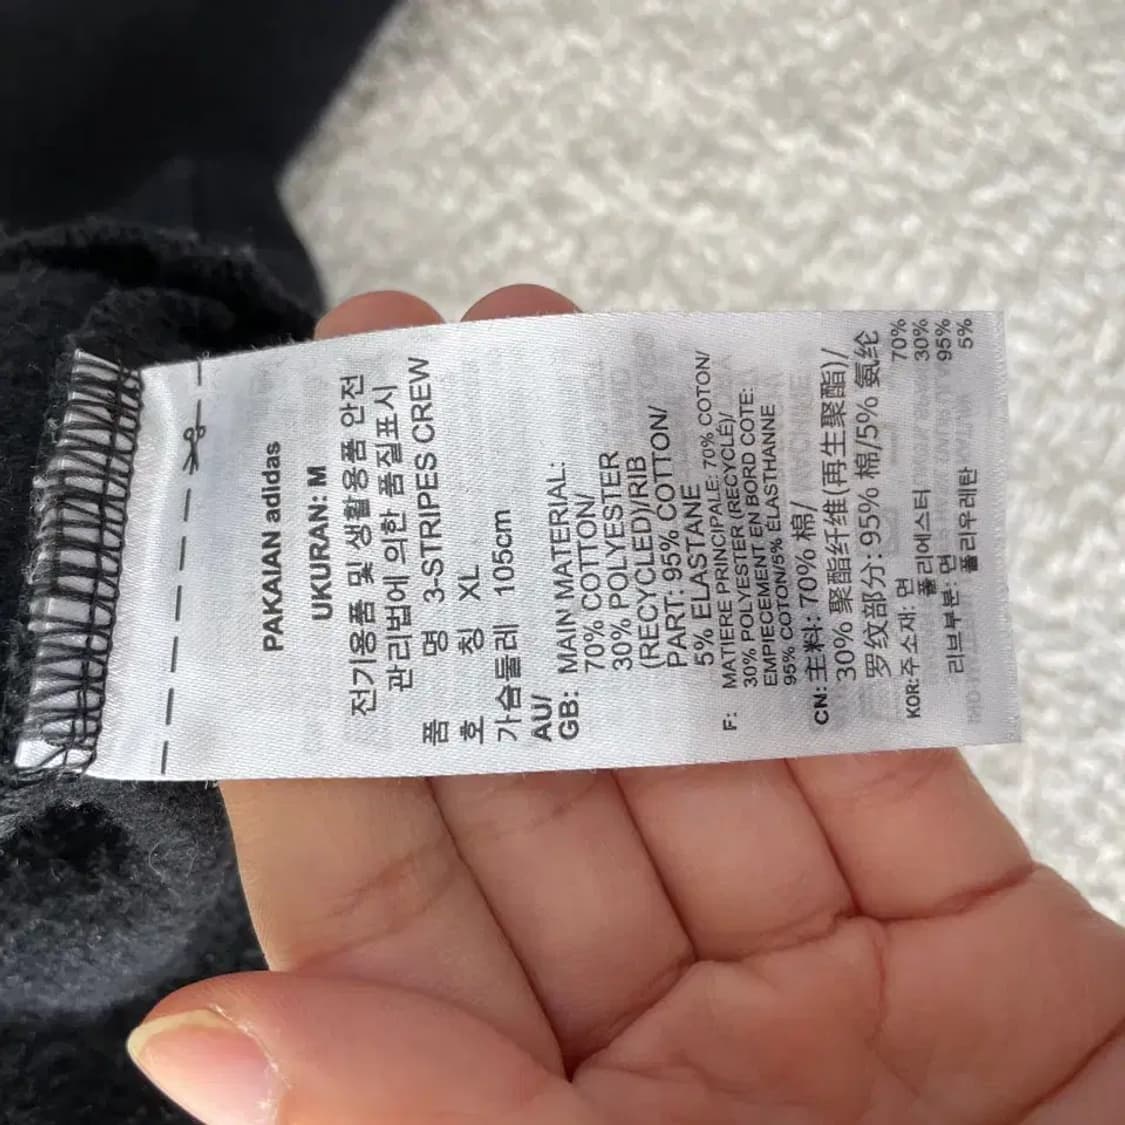 PAKAIAN adidas
UKURAN: M
전기용품 및 생활용품 안전
관리법에 의한 품질표시
품 명 3-STRIPES CREW
호 칭 XL
가슴둘레 105cm
AU/
GB: MAIN MATERIAL:
70% COTTON/
30% POLYESTER
(RECYCLED)/RIB
PART: 95% COTTON/
5% ELASTANE
F: MATIERE PRINCIPALE: 70% COTON/
30% POLYESTER (RECYCLÉ)/
EMPIECEMENT EN BORD COTE:
95% COTON/5% ÉLASTHANNE
CN: 主料: 70% 棉/
30% 聚酯纤维(再生聚酯)/
罗纹部分: 95% 棉/5% 氨纶
KOR: 주소재: 면 70%
폴리에스터 30%
리브부분: 면 95%
폴리우레탄 5%